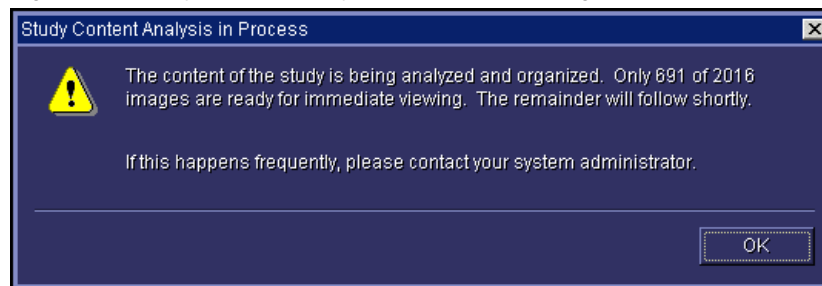 Study Content Analysis in Process
The content of the study is being analyzed and organized.  Only 691 of 2016
images are ready for immediate viewing.  The remainder will follow shortly.
If this happens frequently, please contact your system administrator.
OK